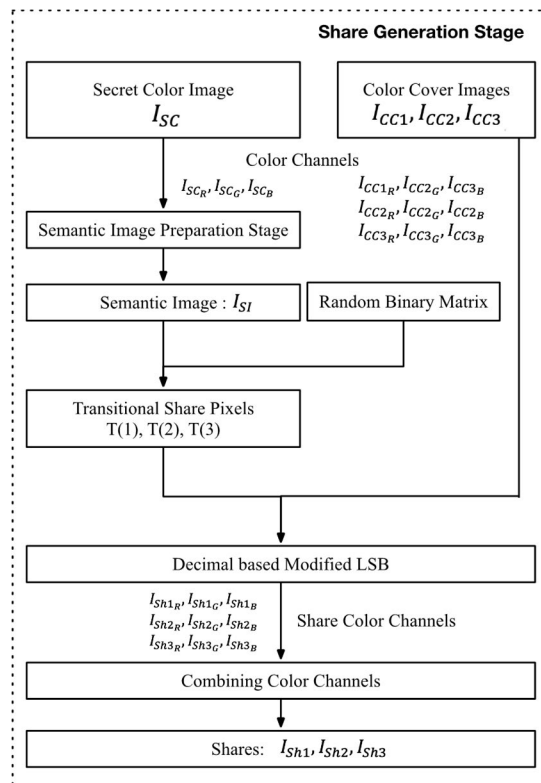 Share Generation Stage
Secret Color Image
I_SC
Color Cover Images
I_CC1, I_CC2, I_CC3
Color Channels
I_SC_R, I_SC_G, I_SC_B
I_CC1_R, I_CC2_G, I_CC3_B
I_CC2_R, I_CC2_G, I_CC2_B
I_CC3_R, I_CC3_G, I_CC3_B
Semantic Image Preparation Stage
Semantic Image : I_SI
Random Binary Matrix
Transitional Share Pixels
T(1), T(2), T(3)
Decimal based Modified LSB
I_Sh1_R, I_Sh1_G, I_Sh1_B
I_Sh2_R, I_Sh2_G, I_Sh2_B
I_Sh3_R, I_Sh3_G, I_Sh3_B
Share Color Channels
Combining Color Channels
Shares: I_Sh1, I_Sh2, I_Sh3